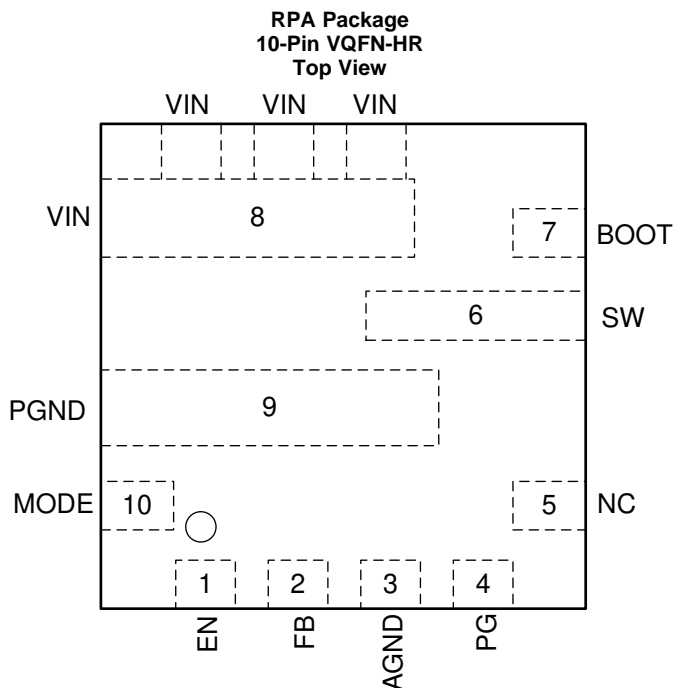 RPA Package
10-Pin VQFN-HR
Top View
VIN VIN VIN
VIN 8 7 BOOT
6 SW
PGND 9
MODE 10 5 NC
1 2 3 4
EN FB AGND PG